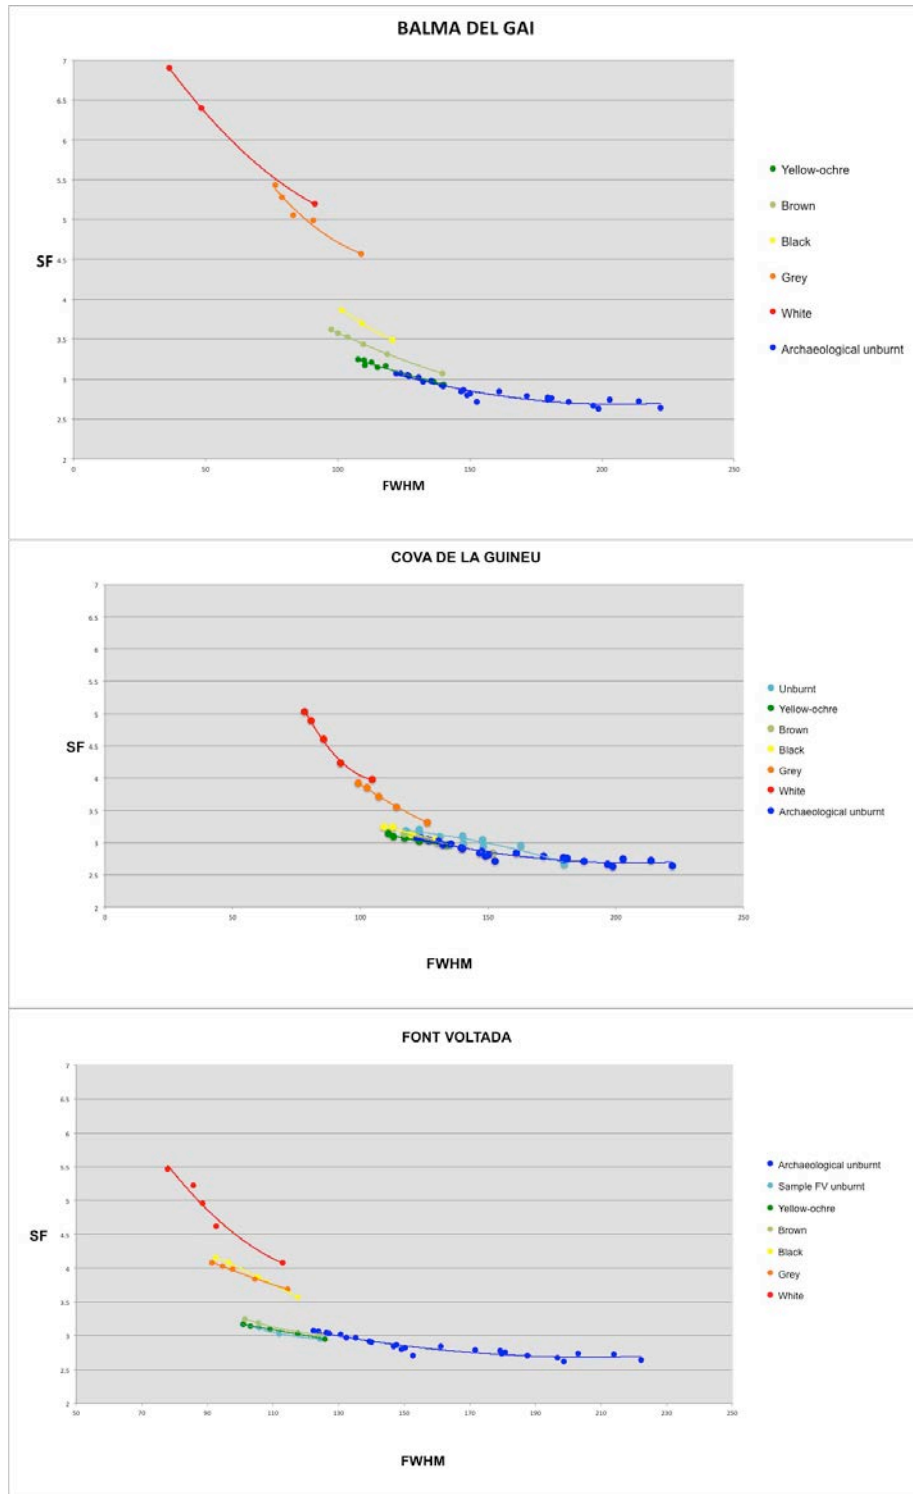 BALMA DEL GAI
7
6.5
6
5.5
5
4.5
4
3.5
3
2.5
2
SF
0 50 100 150 200 250
FWHM
Yellow-ochre
Brown
Black
Grey
White
Archaeological unburnt
COVA DE LA GUINEU
7
6.5
6
5.5
5
4.5
4
3.5
3
2.5
2
SF
0 50 100 150 200 250
FWHM
Unburnt
Yellow-ochre
Brown
Black
Grey
White
Archaeological unburnt
FONT VOLTADA
7
6.5
6
5.5
5
4.5
4
3.5
3
2.5
2
SF
50 70 90 110 130 150 170 190 210 230 250
FWHM
Archaeological unburnt
Sample FV unburnt
Yellow-ochre
Brown
Black
Grey
White